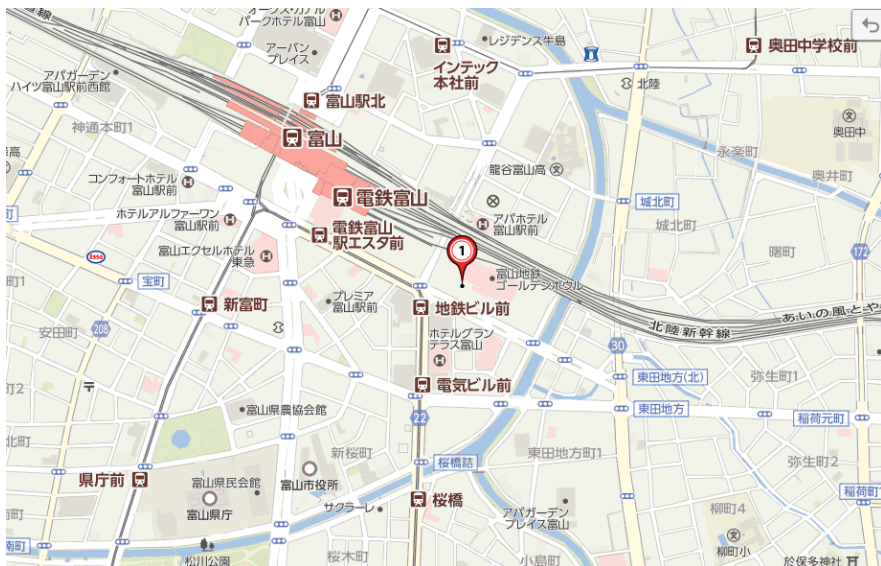 オークス・カナル
パークホテル富山
アーバン
プレイス
レジデンス牛島
奥田中学校前
インテック
本社前
アパガーデン
ハイツ富山駅前西館
富山駅北
北陸
奥田中
神通本町1
富山
永楽町
奥井町
龍谷富山高
コンフォートホテル
富山駅前
電鉄富山
城北町
城北町
ホテルアルファーワン
富山駅前
アパホテル
富山駅前
電鉄富山
駅エスタ前
曙町
172
富山エクセルホテル
東急
Esso
1
宝町
富山地鉄
ゴールデンボウル
新富町
プレミア
富山駅前
地鉄ビル前
北陸新幹線
あいの風とや
安田町
208
ホテルグラン
テラス富山
30
東田地方(北)
弥生町1
電気ビル前
東田地方
稲荷元町
富山県農協会館
22
新桜町
東田地方町1
桜橋詰
弥生町2
県庁前
富山県民会館
富山市役所
稲荷町
富山県庁
サクラーレ
桜橋
アパガーデン
プレイス富山
柳町4
松川公園
桜木町
小島町
柳町小
於保多神社